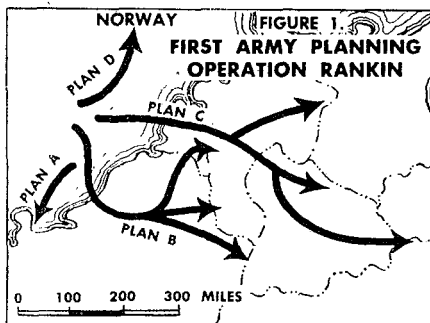 NORWAY
FIGURE 1.
FIRST ARMY PLANNING
OPERATION RANKIN
PLAN D
PLAN C
PLAN A
PLAN B
0 100 200 300 MILES